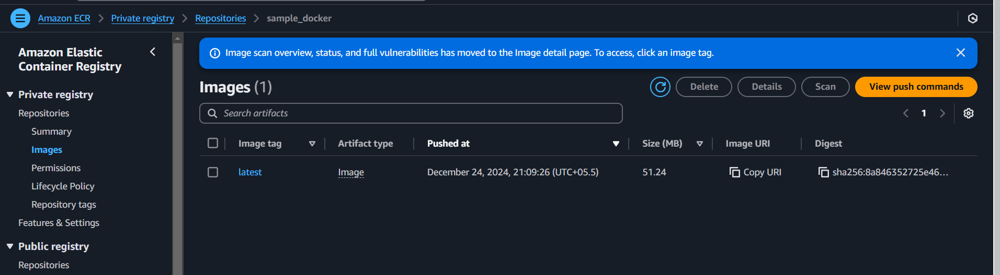 Amazon ECR > Private registry > Repositories > sample_docker
Amazon Elastic
Container Registry
Private registry
Repositories
Summary
Images
Permissions
Lifecycle Policy
Repository tags
Features & Settings
Public registry
Repositories
Image scan overview, status, and full vulnerabilities has moved to the Image detail page. To access, click an image tag.
Images (1)
Delete
Details
Scan
View push commands
Search artifacts
1
Image tag Artifact type Pushed at Size (MB) Image URI Digest
latest Image December 24, 2024, 21:09:26 (UTC+05.5) 51.24 Copy URI sha256:8a846352725e46...